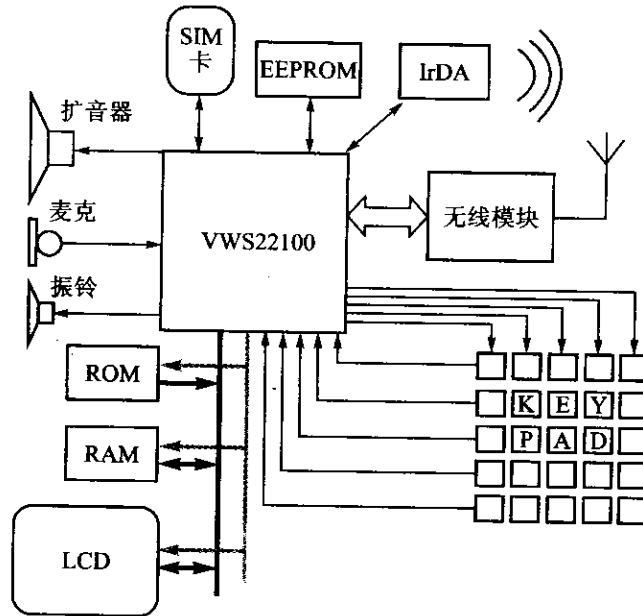 SIM
卡
EEPROM
IrDA
扩音器
麦克
VWS22100
无线模块
振铃
ROM
K E Y
P A D
RAM
LCD